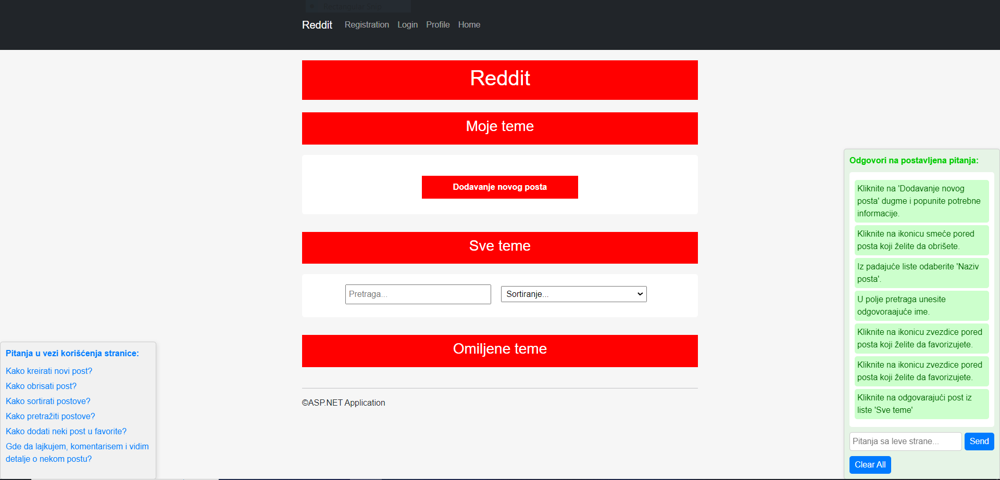 Rectangular Snip
Reddit Registration Login Profile Home
Reddit
Moje teme
Dodavanje novog posta
Sve teme
Pretraga... Sortiranje...
Omiljene teme
©ASP.NET Application
Pitanja u vezi korišćenja stranice:
Kako kreirati novi post?
Kako obrisati post?
Kako sortirati postove?
Kako pretražiti postove?
Kako dodati neki post u favorite?
Gde da lajkujem, komentarisem i vidim
detalje o nekom postu?
Odgovori na postavljena pitanja:
Kliknite na 'Dodavanje novog
posta' dugme i popunite potrebne
informacije.
Kliknite na ikonicu smeće pored
posta koji želite da obrišete.
Iz padajuće liste odaberite 'Naziv
posta'.
U polje pretraga unesite
odgovoraajuće ime.
Kliknite na ikonicu zvezdice pored
posta koji želite da favorizujete.
Kliknite na ikonicu zvezdice pored
posta koji želite da favorizujete.
Kliknite na odgovarajući post iz
liste 'Sve teme'
Pitanja sa leve strane... Send
Clear All